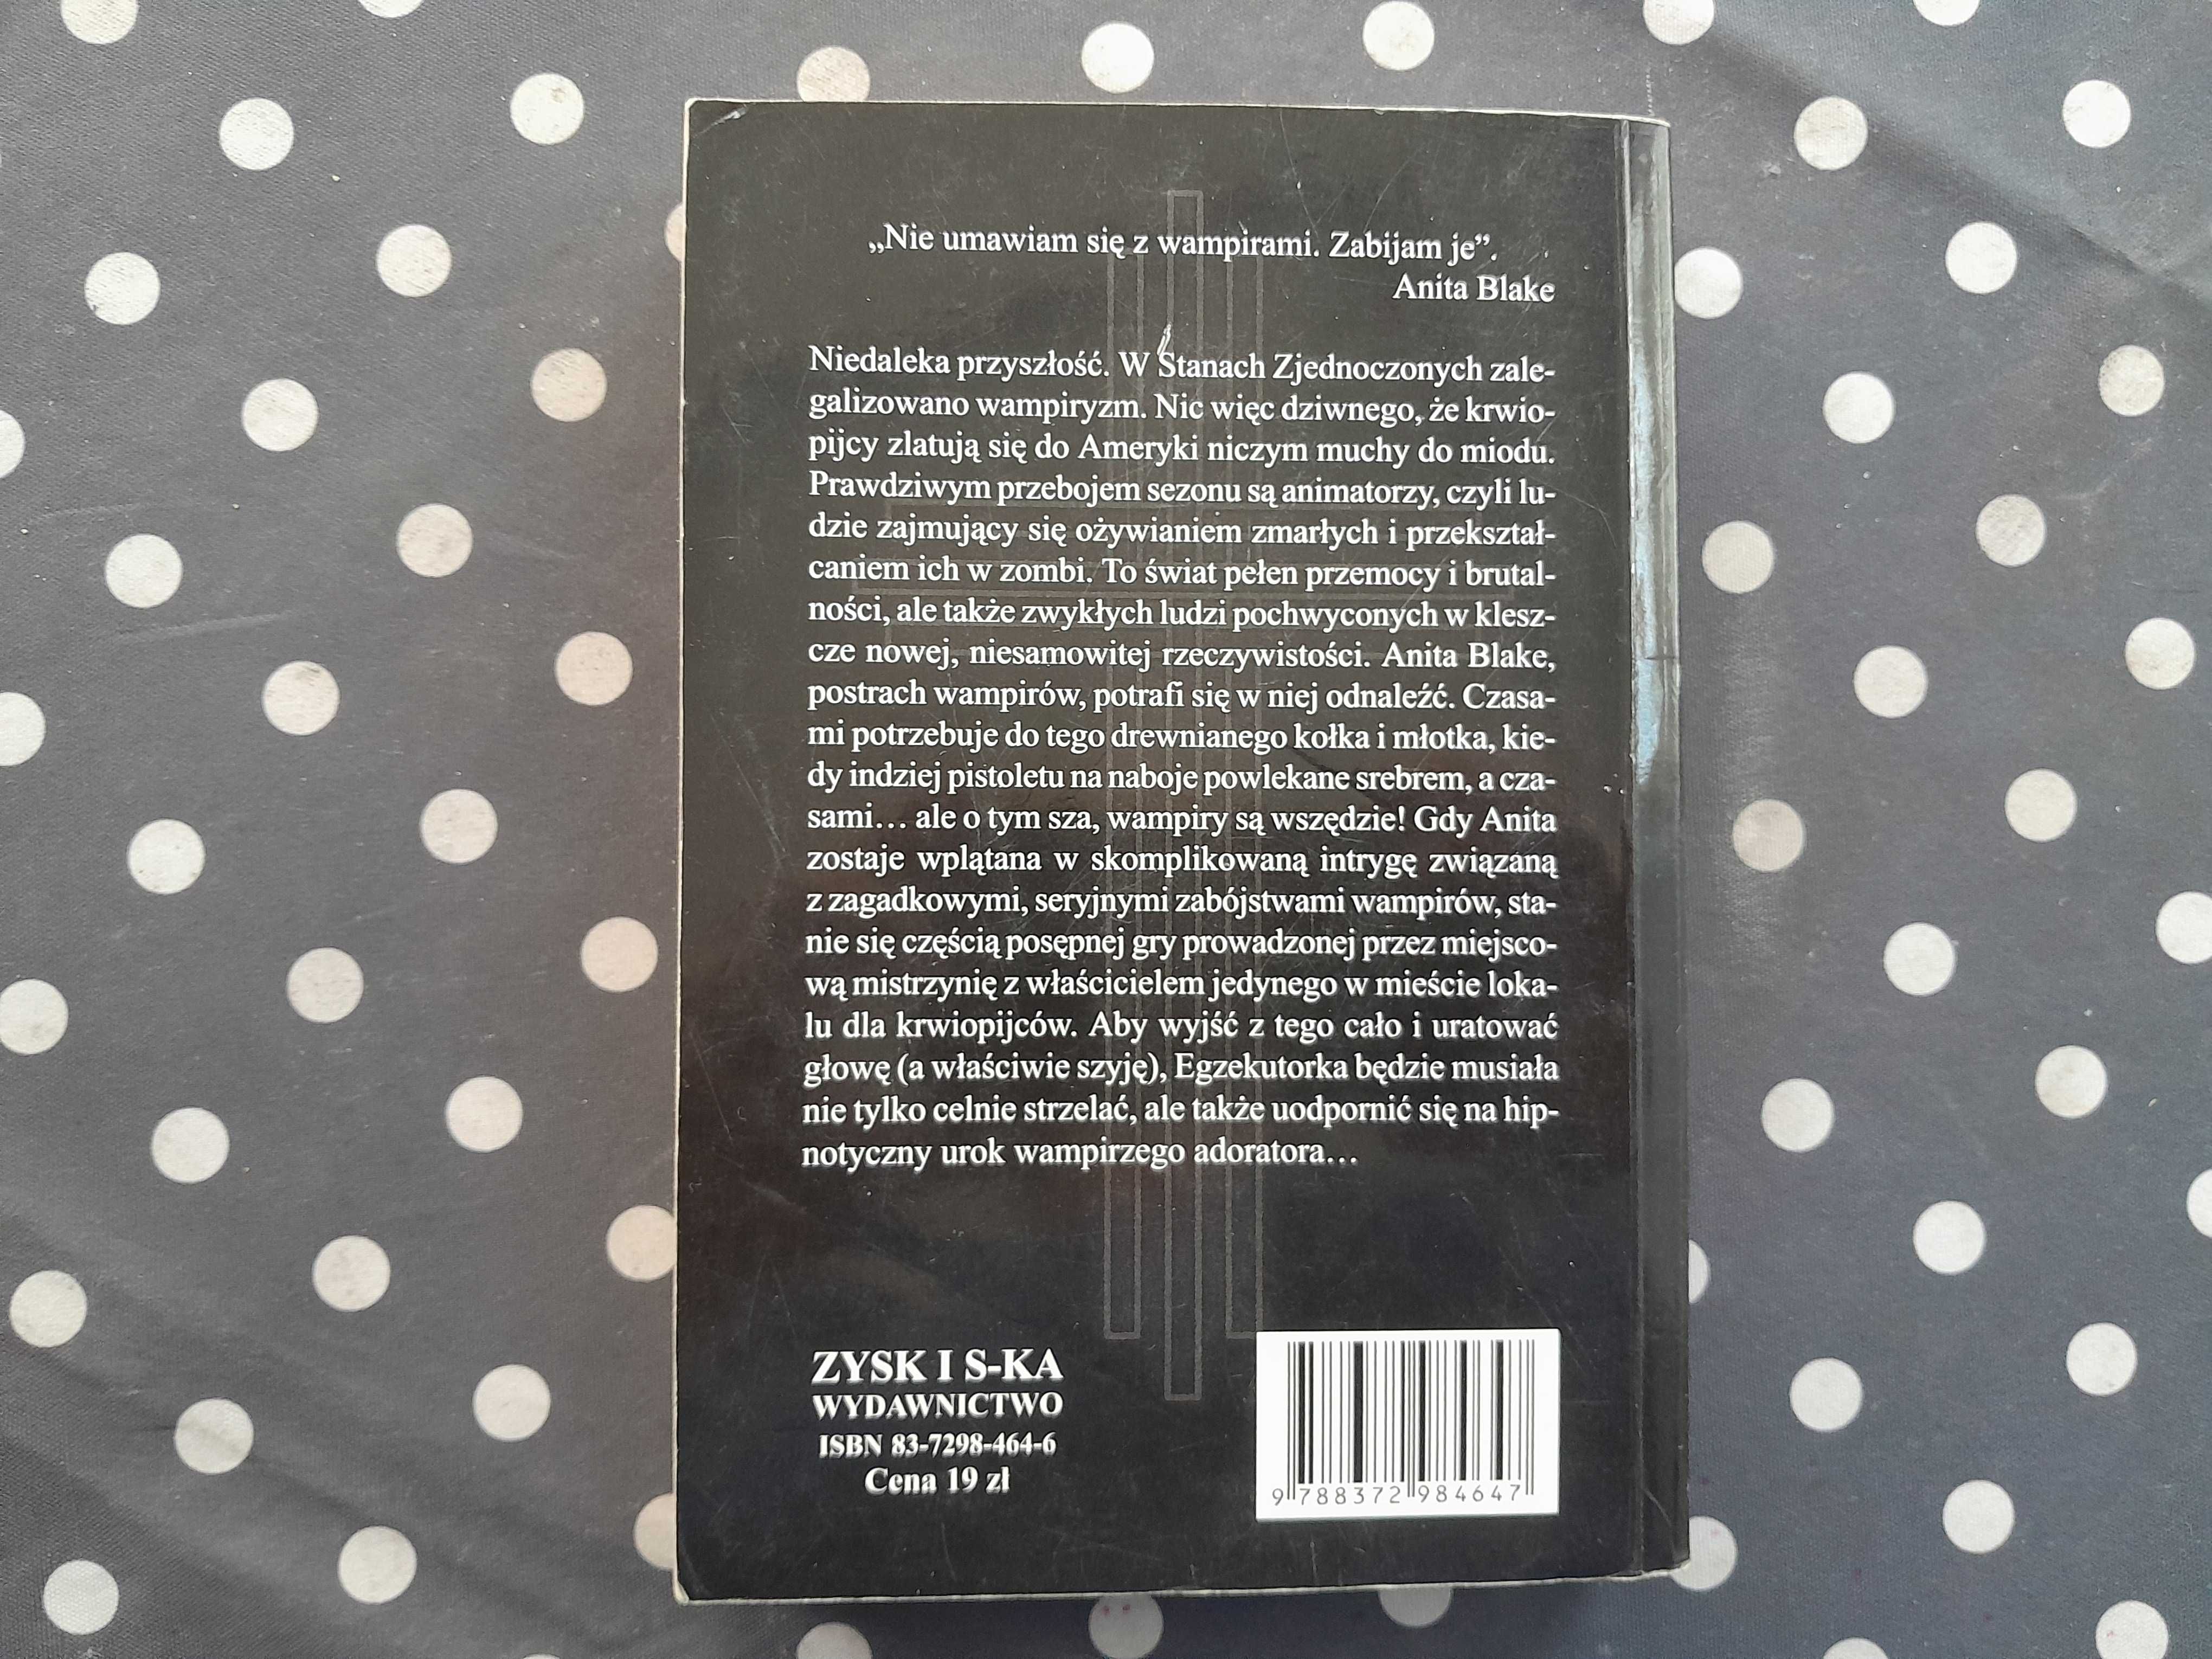 „Nie umawiam się z wampirami. Zabijam je”.
Anita Blake
Niedaleka przyszłość. W Stanach Zjednoczonych zale-
galizowano wampiryzm. Nic więc dziwnego, że krwio-
pijcy zlatują się do Ameryki niczym muchy do miodu.
Prawdziwym przebojem sezonu są animatorzy, czyli lu-
dzie zajmujący się ożywianiem zmarłych i przekształ-
caniem ich w zombi. To świat pełen przemocy i brutal-
ności, ale także zwykłych ludzi pochwyconych w klesz-
cze nowej, niesamowitej rzeczywistości. Anita Blake,
postrach wampirów, potrafi się w niej odnaleźć. Czasa-
mi potrzebuje do tego drewnianego kołka i młotka, kie-
dy indziej pistoletu na naboje powlekane srebrem, a cza-
sami… ale o tym sza, wampiry są wszędzie! Gdy Anita
zostaje wplątana w skomplikowaną intrygę związaną
z zagadkowymi, seryjnymi zabójstwami wampirów, sta-
nie się częścią posępnej gry prowadzonej przez miejsco-
wą mistrzynię z właścicielem jedynego w mieście loka-
lu dla krwiopijców. Aby wyjść z tego cało i uratować
głowę (a właściwie szyję), Egzekutorka będzie musiała
nie tylko celnie strzelać, ale także uodpornić się na hip-
notyczny urok wampirzego adoratora…
ZYSK I S-KA
WYDAWNICTWO
ISBN 83-7298-464-6
Cena 19 zł
9 788372 984647